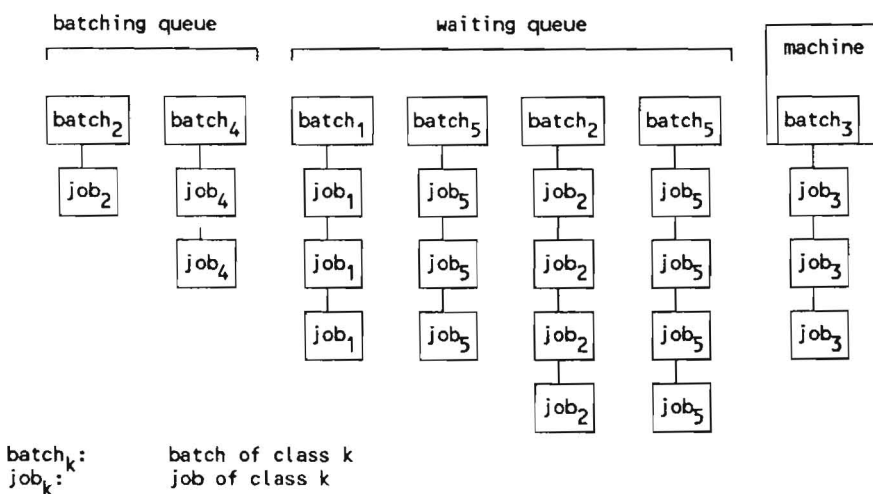 batching queue waiting queue machine
batch2 batch4 batch1 batch5 batch2 batch5 batch3
job2 job4 job1 job5 job2 job5 job3
job4 job1 job5 job2 job5 job3
job1 job5 job2 job5 job3
job2 job5
batchk: batch of class k
jobk: job of class k